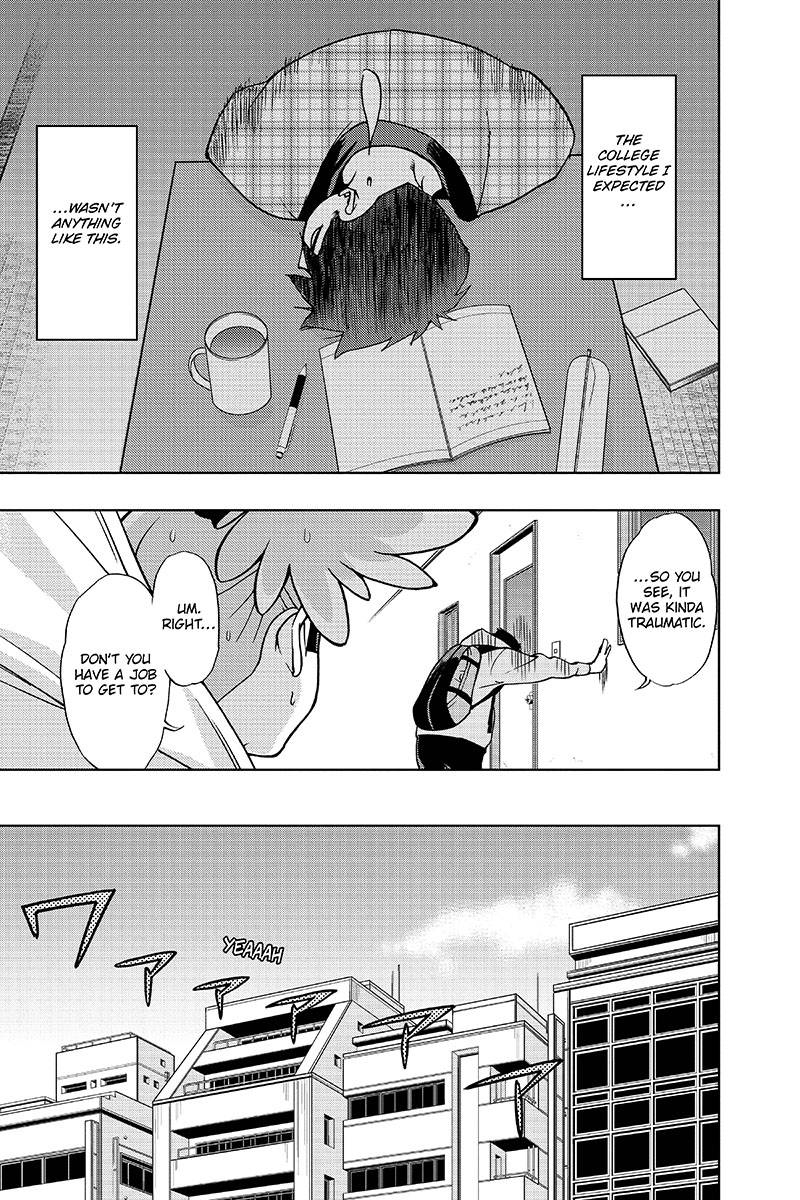 THE
COLLEGE
LIFESTYLE I
EXPECTED
...
...WASN'T
ANYTHING
LIKE THIS.
...SO YOU
SEE, IT
WAS KINDA
TRAUMATIC.
UM.
RIGHT...
DON'T YOU
HAVE A JOB
TO GET TO?
YEAAAH
ワァアアアア